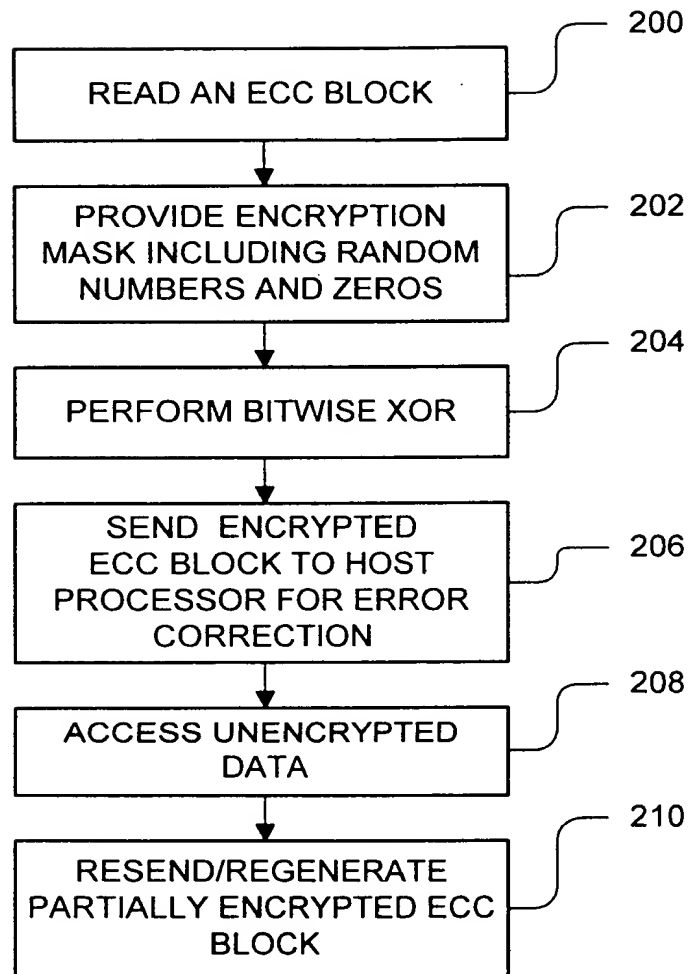 200
READ AN ECC BLOCK
202
PROVIDE ENCRYPTION
MASK INCLUDING RANDOM
NUMBERS AND ZEROS
204
PERFORM BITWISE XOR
SEND ENCRYPTED
ECC BLOCK TO HOST
PROCESSOR FOR ERROR
CORRECTION
206
208
ACCESS UNENCRYPTED
DATA
210
RESEND/REGENERATE
PARTIALLY ENCRYPTED ECC
BLOCK